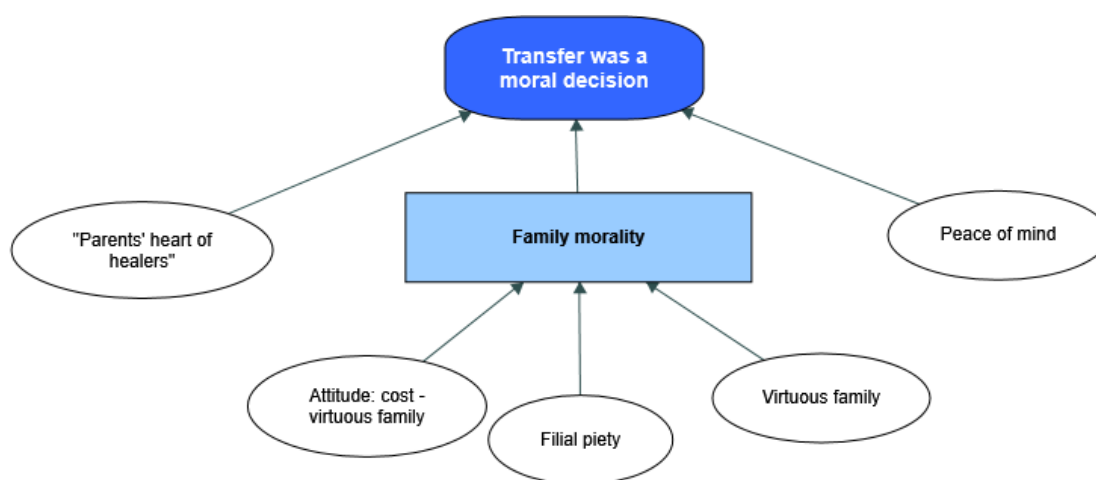 Transfer was a
moral decision
"Parents' heart of
healers"
Family morality
Peace of mind
Attitude: cost -
virtuous family
Filial piety
Virtuous family